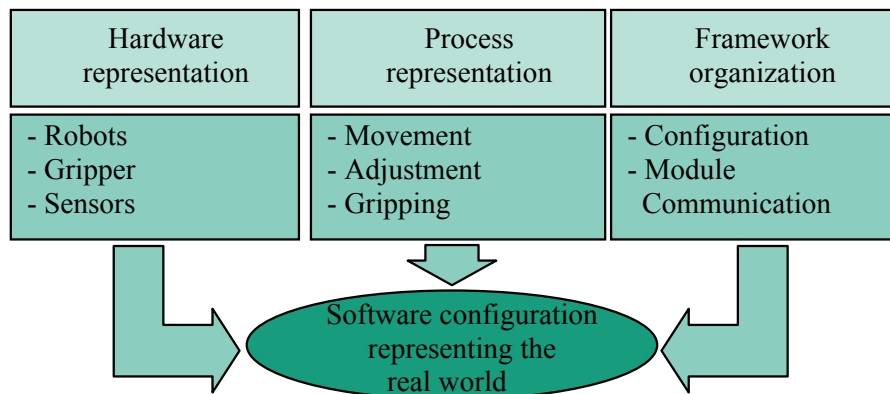 Hardware
representation
- Robots
- Gripper
- Sensors
Process
representation
- Movement
- Adjustment
- Gripping
Framework
organization
- Configuration
- Module
Communication
Software configuration
representing the
real world